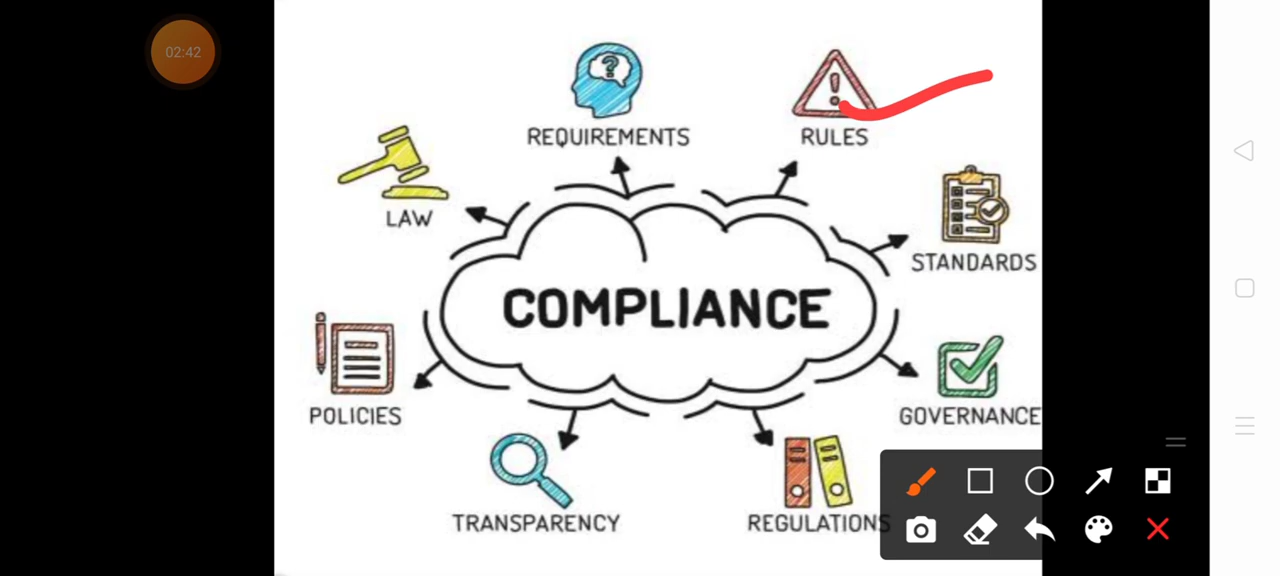 02:42
REQUIREMENTS
RULES
LAW
STANDARDS
COMPLIANCE
POLICIES
GOVERNANCE
TRANSPARENCY
REGULATIONS